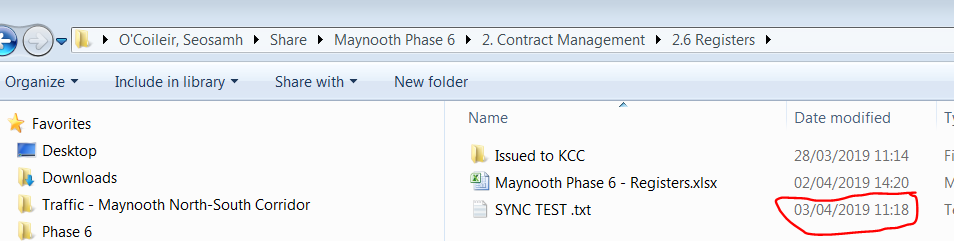 O'Coileir, Seosamh Share Maynooth Phase 6 2. Contract Management 2.6 Registers
Organize Include in library Share with New folder
Favorites
Desktop
Downloads
Traffic - Maynooth North-South Corridor
Phase 6
Name Date modified Ty
Issued to KCC 28/03/2019 11:14 Fi
Maynooth Phase 6 - Registers.xlsx 02/04/2019 14:20 M
SYNC TEST .txt 03/04/2019 11:18 Te